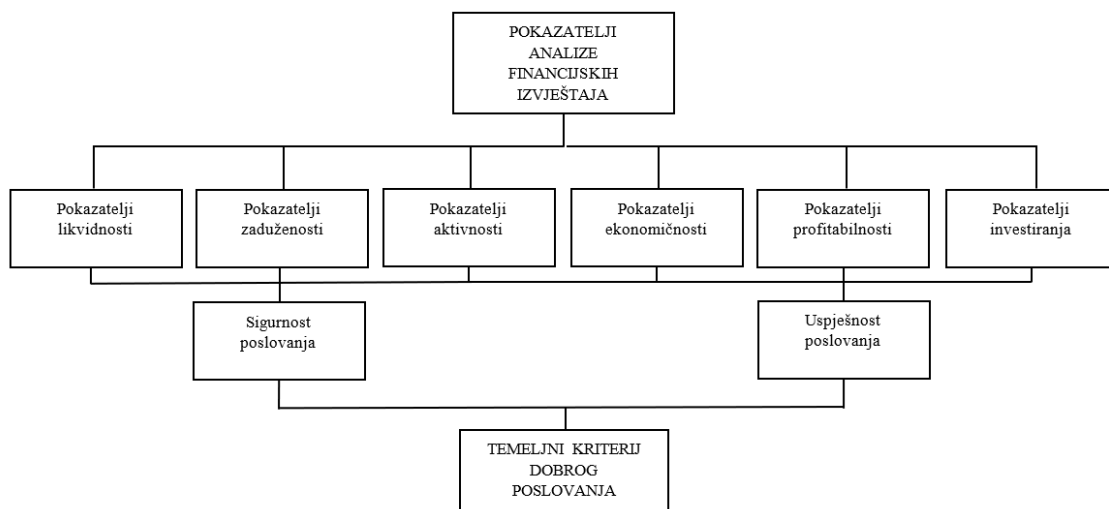 POKAZATELJI
ANALIZE
FINANCIJSKIH
IZVJEŠTAJA
Pokazatelji
likvidnosti
Pokazatelji
zaduženosti
Pokazatelji
aktivnosti
Pokazatelji
ekonomičnosti
Pokazatelji
profitabilnosti
Pokazatelji
investiranja
Sigurnost
poslovanja
Uspješnost
poslovanja
TEMELJNI KRITERIJ
DOBROG
POSLOVANJA